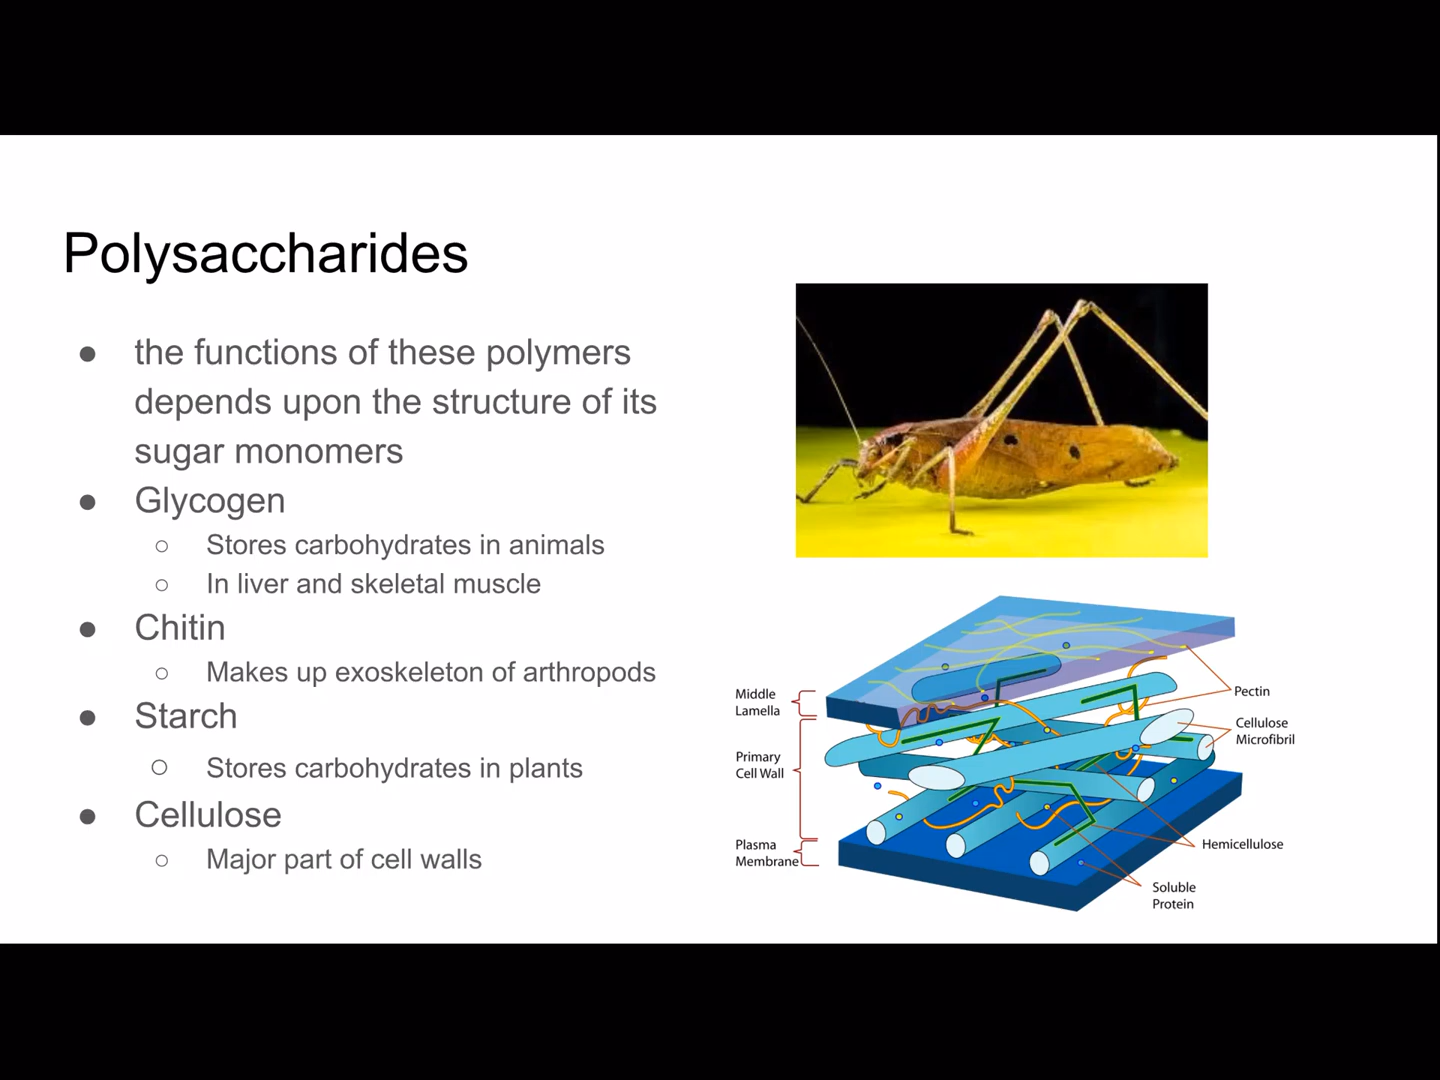 Polysaccharides
● the functions of these polymers
depends upon the structure of its
sugar monomers
● Glycogen
○ Stores carbohydrates in animals
○ In liver and skeletal muscle
● Chitin
○ Makes up exoskeleton of arthropods
● Starch
○ Stores carbohydrates in plants
● Cellulose
○ Major part of cell walls
Middle
Lamella
Primary
Cell Wall
Plasma
Membrane
Pectin
Cellulose
Microfibril
Hemicellulose
Soluble
Protein